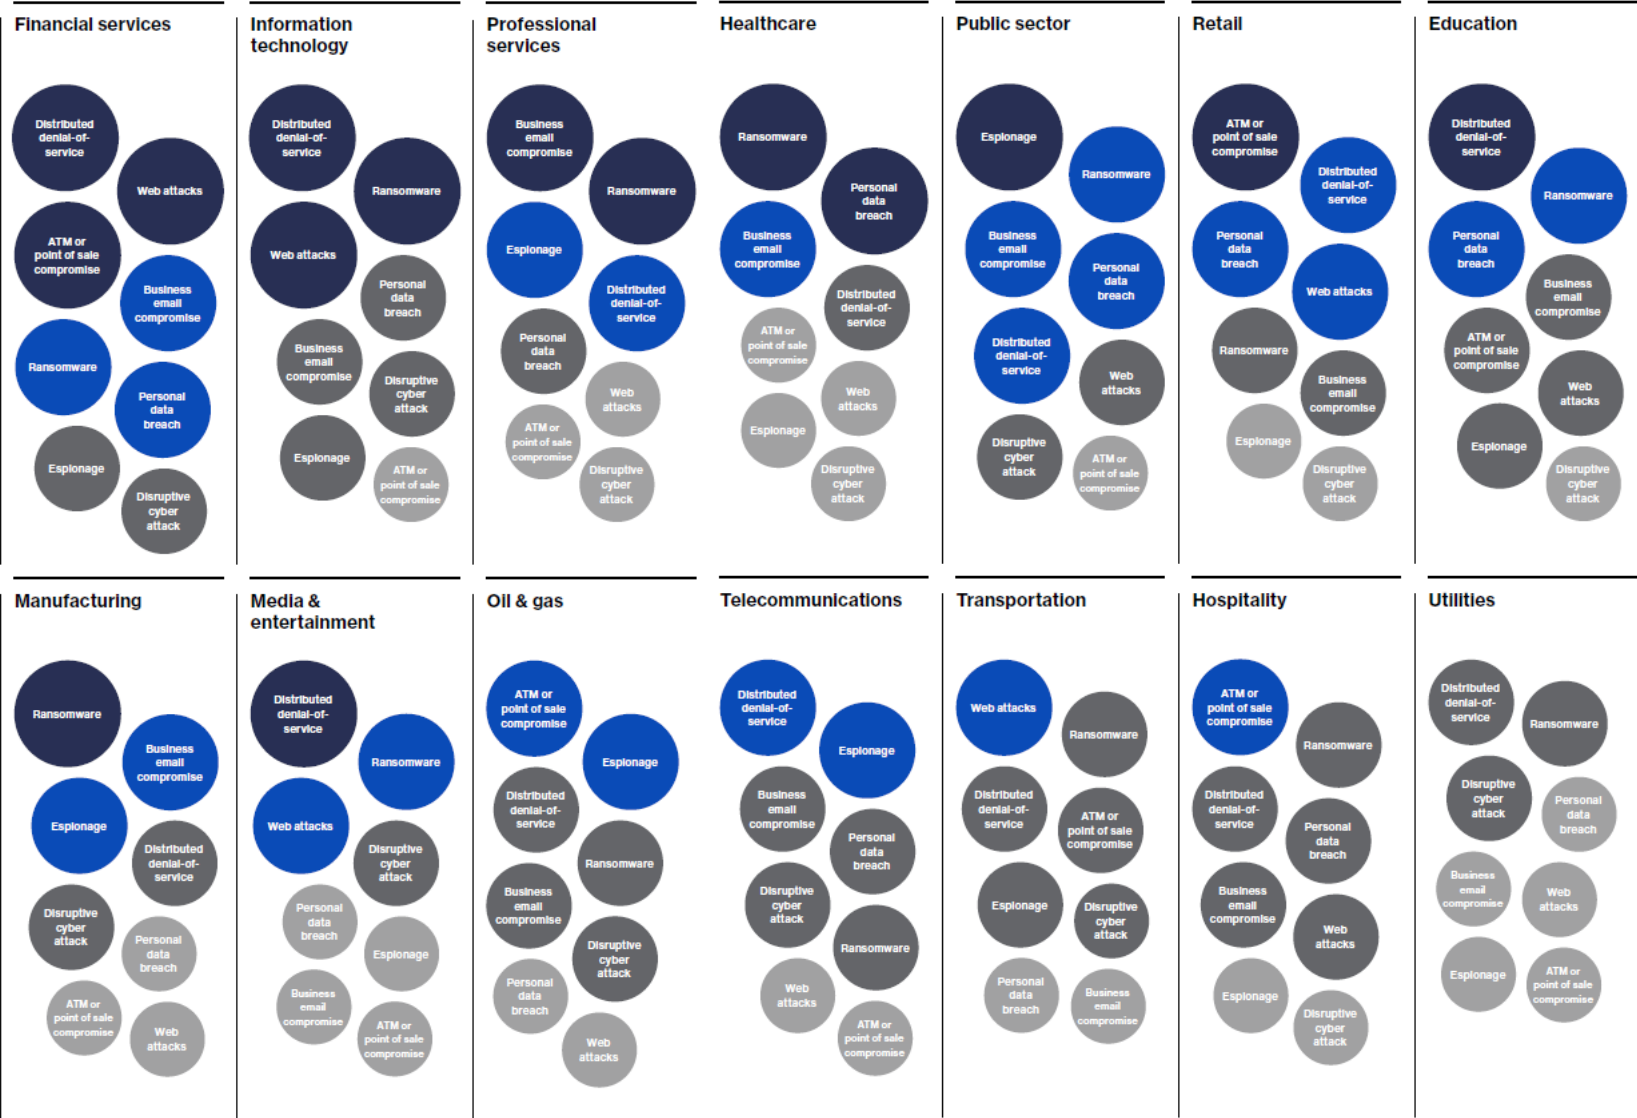 Financial services
Distributed
denial-of-
service
Web attacks
ATM or
point of sale
compromise
Business
email
compromise
Ransomware
Personal
data
breach
Espionage
Disruptive
cyber
attack
Information
technology
Distributed
denial-of-
service
Ransomware
Web attacks
Personal
data
breach
Business
email
compromise
Disruptive
cyber
attack
Espionage
ATM or
point of sale
compromise
Professional
services
Business
email
compromise
Ransomware
Espionage
Distributed
denial-of-
service
Personal
data
breach
Web
attacks
ATM or
point of sale
compromise
Disruptive
cyber
attack
Healthcare
Ransomware
Personal
data
breach
Business
email
compromise
Distributed
denial-of-
service
ATM or
point of sale
compromise
Web
attacks
Espionage
Disruptive
cyber
attack
Public sector
Espionage
Ransomware
Business
email
compromise
Personal
data
breach
Distributed
denial-of-
service
Web
attacks
Disruptive
cyber
attack
ATM or
point of sale
compromise
Retail
ATM or
point of sale
compromise
Distributed
denial-of-
service
Personal
data
breach
Web attacks
Ransomware
Business
email
compromise
Espionage
Disruptive
cyber
attack
Education
Distributed
denial-of-
service
Ransomware
Personal
data
breach
Business
email
compromise
ATM or
point of sale
compromise
Web
attacks
Espionage
Disruptive
cyber
attack
Manufacturing
Ransomware
Business
email
compromise
Espionage
Distributed
denial-of-
service
Disruptive
cyber
attack
Personal
data
breach
ATM or
point of sale
compromise
Web
attacks
Media &
entertainment
Distributed
denial-of-
service
Ransomware
Web attacks
Disruptive
cyber
attack
Personal
data
breach
Espionage
Business
email
compromise
ATM or
point of sale
compromise
Oil & gas
ATM or
point of sale
compromise
Espionage
Distributed
denial-of-
service
Ransomware
Business
email
compromise
Disruptive
cyber
attack
Personal
data
breach
Web
attacks
Telecommunications
Distributed
denial-of-
service
Espionage
Business
email
compromise
Personal
data
breach
Disruptive
cyber
attack
Ransomware
Web
attacks
ATM or
point of sale
compromise
Transportation
Web attacks
Ransomware
Distributed
denial-of-
service
ATM or
point of sale
compromise
Espionage
Disruptive
cyber
attack
Personal
data
breach
Business
email
compromise
Hospitality
ATM or
point of sale
compromise
Ransomware
Distributed
denial-of-
service
Personal
data
breach
Business
email
compromise
Web
attacks
Espionage
Disruptive
cyber
attack
Utilities
Distributed
denial-of-
service
Ransomware
Disruptive
cyber
attack
Personal
data
breach
Business
email
compromise
Web
attacks
Espionage
ATM or
point of sale
compromise